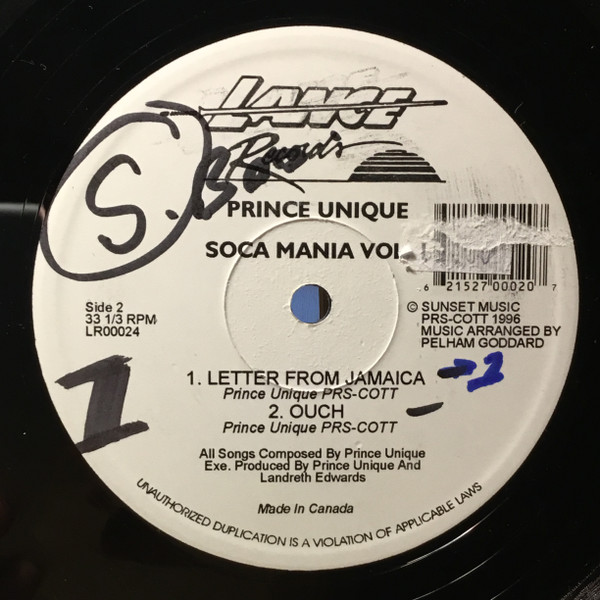 LANCE
Records
S.
PRINCE UNIQUE
SOCA MANIA VOL
6 21527 00020 7
Side 2
33 1/3 RPM
LR00024
© SUNSET MUSIC
PRS-COTT 1996
MUSIC ARRANGED BY
PELHAM GODDARD
1. LETTER FROM JAMAICA
Prince Unique PRS-COTT
2. OUCH
Prince Unique PRS-COTT
1
2
All Songs Composed By Prince Unique
Exe. Produced By Prince Unique And
Landreth Edwards
Made In Canada
UNAUTHORIZED DUPLICATION IS A VIOLATION OF APPLICABLE LAWS